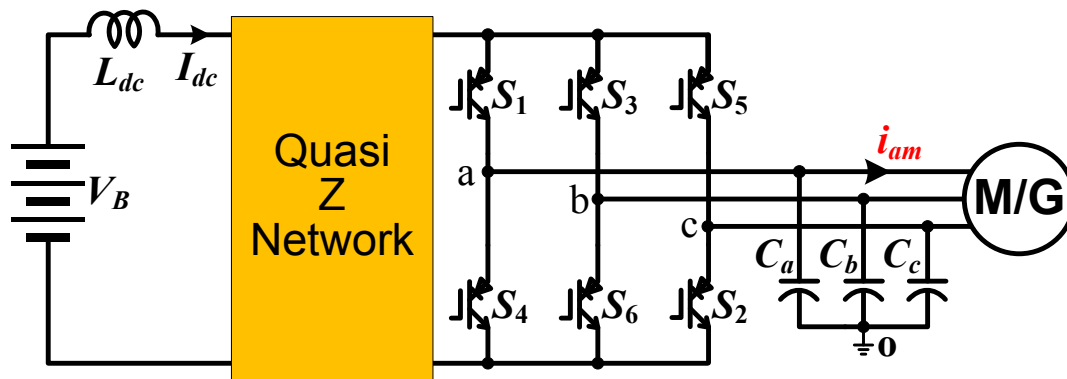 L_dc
I_dc
V_B
Quasi
Z
Network
S_1
S_3
S_5
a
b
c
S_4
S_6
S_2
i_am
M/G
C_a
C_b
C_c
o